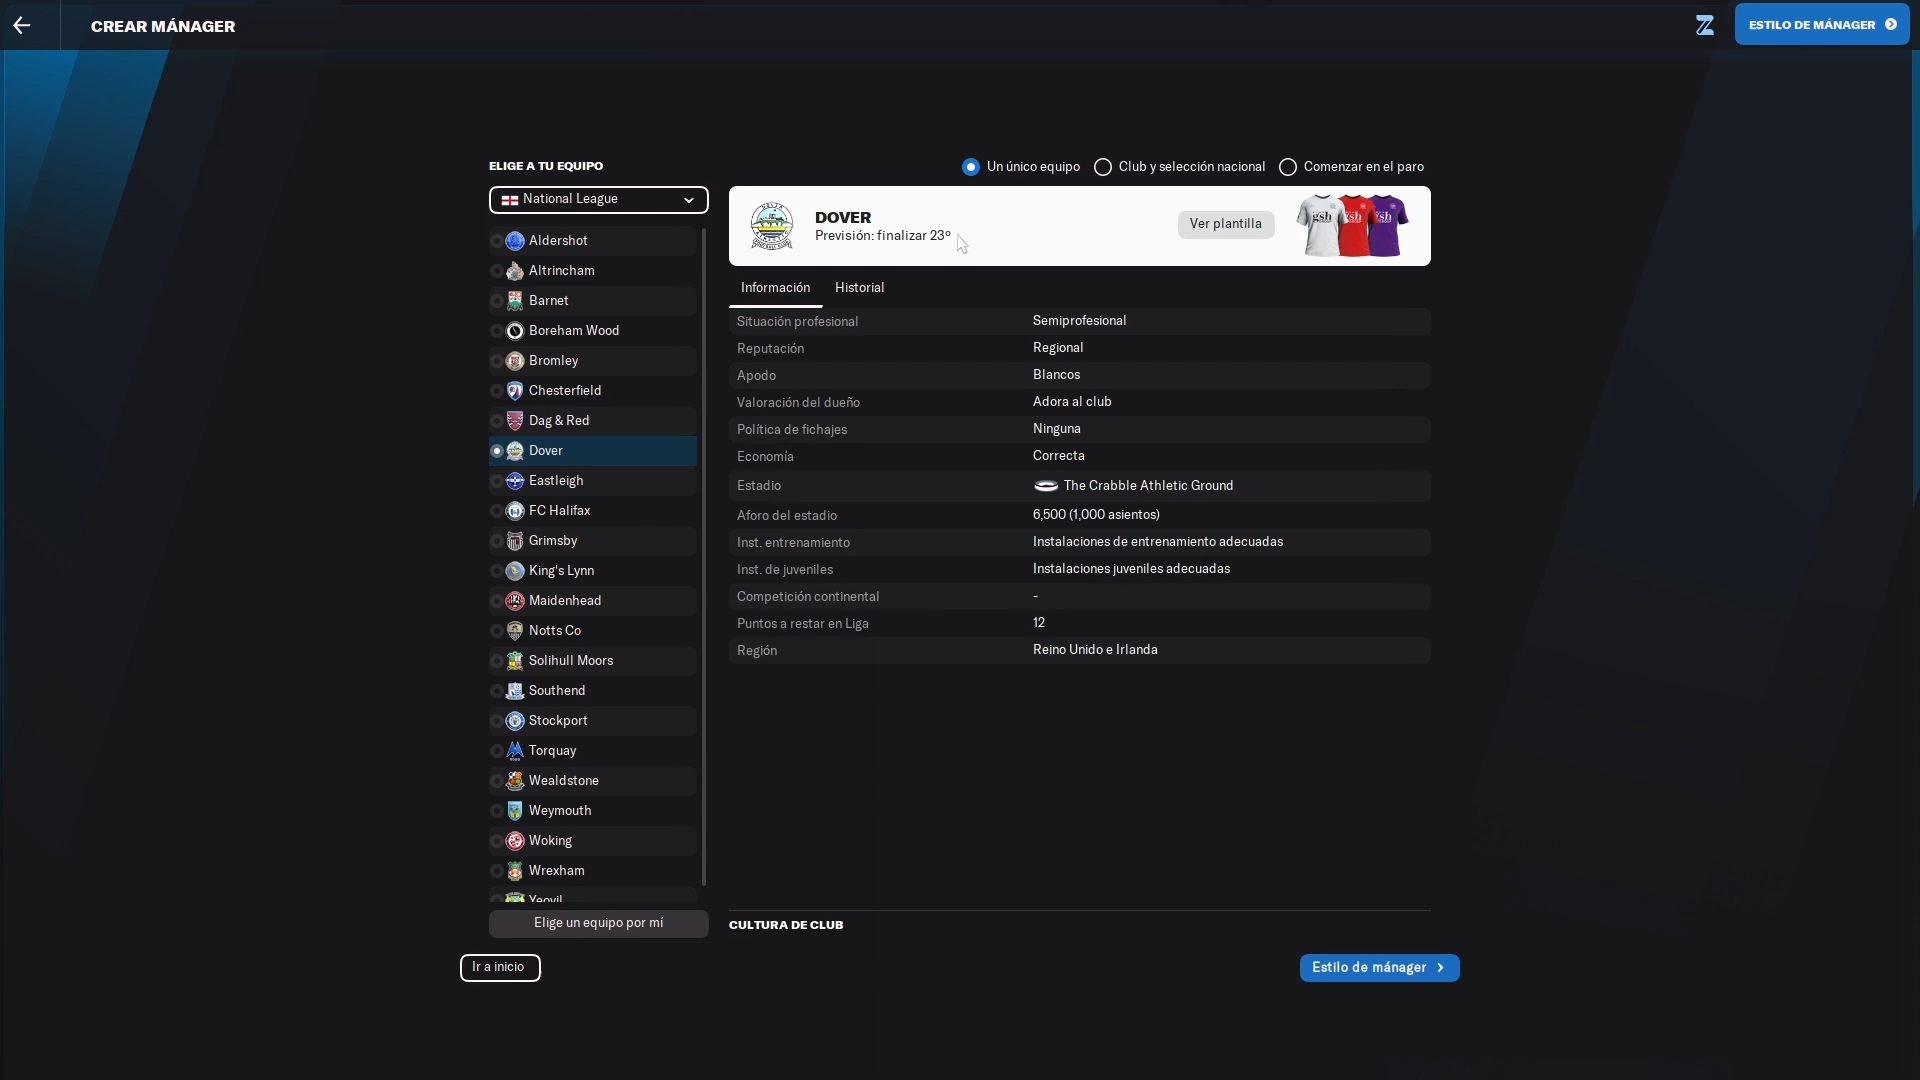 CREAR MÁNAGER
ESTILO DE MÁNAGER
ELIGE A TU EQUIPO
Un único equipo
Club y selección nacional
Comenzar en el paro
National League
DOVER
Previsión: finalizar 23º
Ver plantilla
gsh
gsh
gsh
Aldershot
Altrincham
Barnet
Boreham Wood
Bromley
Chesterfield
Dag & Red
Dover
Eastleigh
FC Halifax
Grimsby
King's Lynn
Maidenhead
Notts Co
Solihull Moors
Southend
Stockport
Torquay
Wealdstone
Weymouth
Woking
Wrexham
Yeovil
Elige un equipo por mí
Información Historial
Situación profesional Semiprofesional
Reputación Regional
Apodo Blancos
Valoración del dueño Adora al club
Política de fichajes Ninguna
Economía Correcta
Estadio The Crabble Athletic Ground
Aforo del estadio 6,500 (1,000 asientos)
Inst. entrenamiento Instalaciones de entrenamiento adecuadas
Inst. de juveniles Instalaciones juveniles adecuadas
Competición continental -
Puntos a restar en Liga 12
Región Reino Unido e Irlanda
CULTURA DE CLUB
Ir a inicio
Estilo de mánager